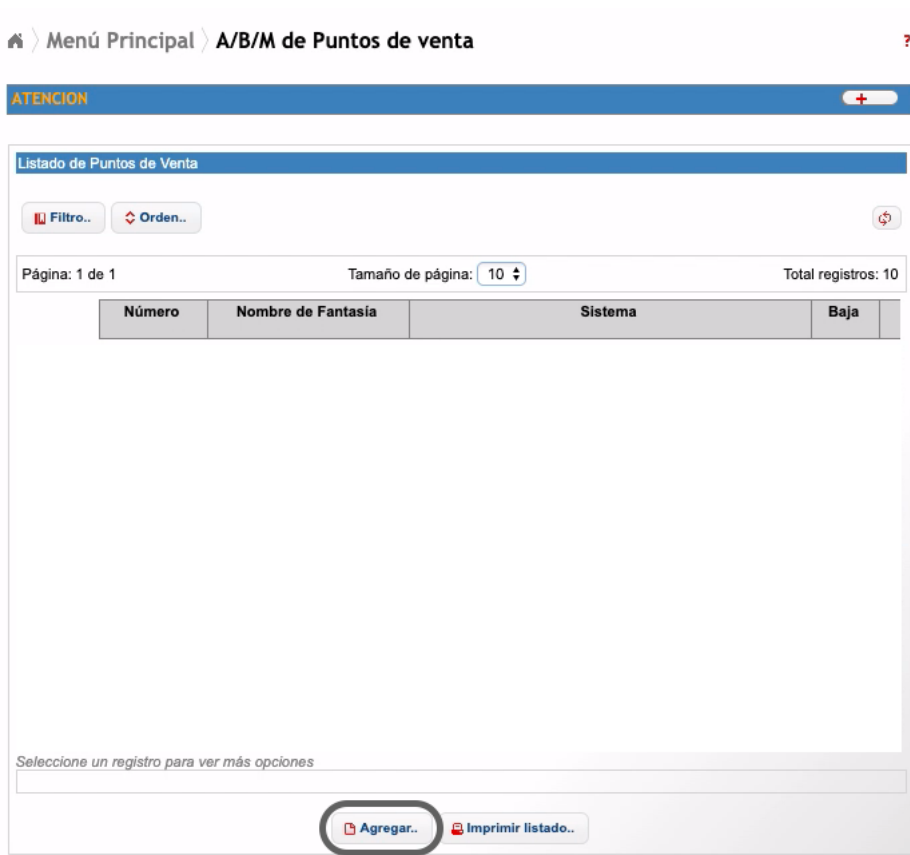 Menú Principal A/B/M de Puntos de venta ?
ATENCION +
Listado de Puntos de Venta
Filtro.. Orden..
Página: 1 de 1 Tamaño de página: 10 Total registros: 10
Número Nombre de Fantasía Sistema Baja
Seleccione un registro para ver más opciones
Agregar.. Imprimir listado..